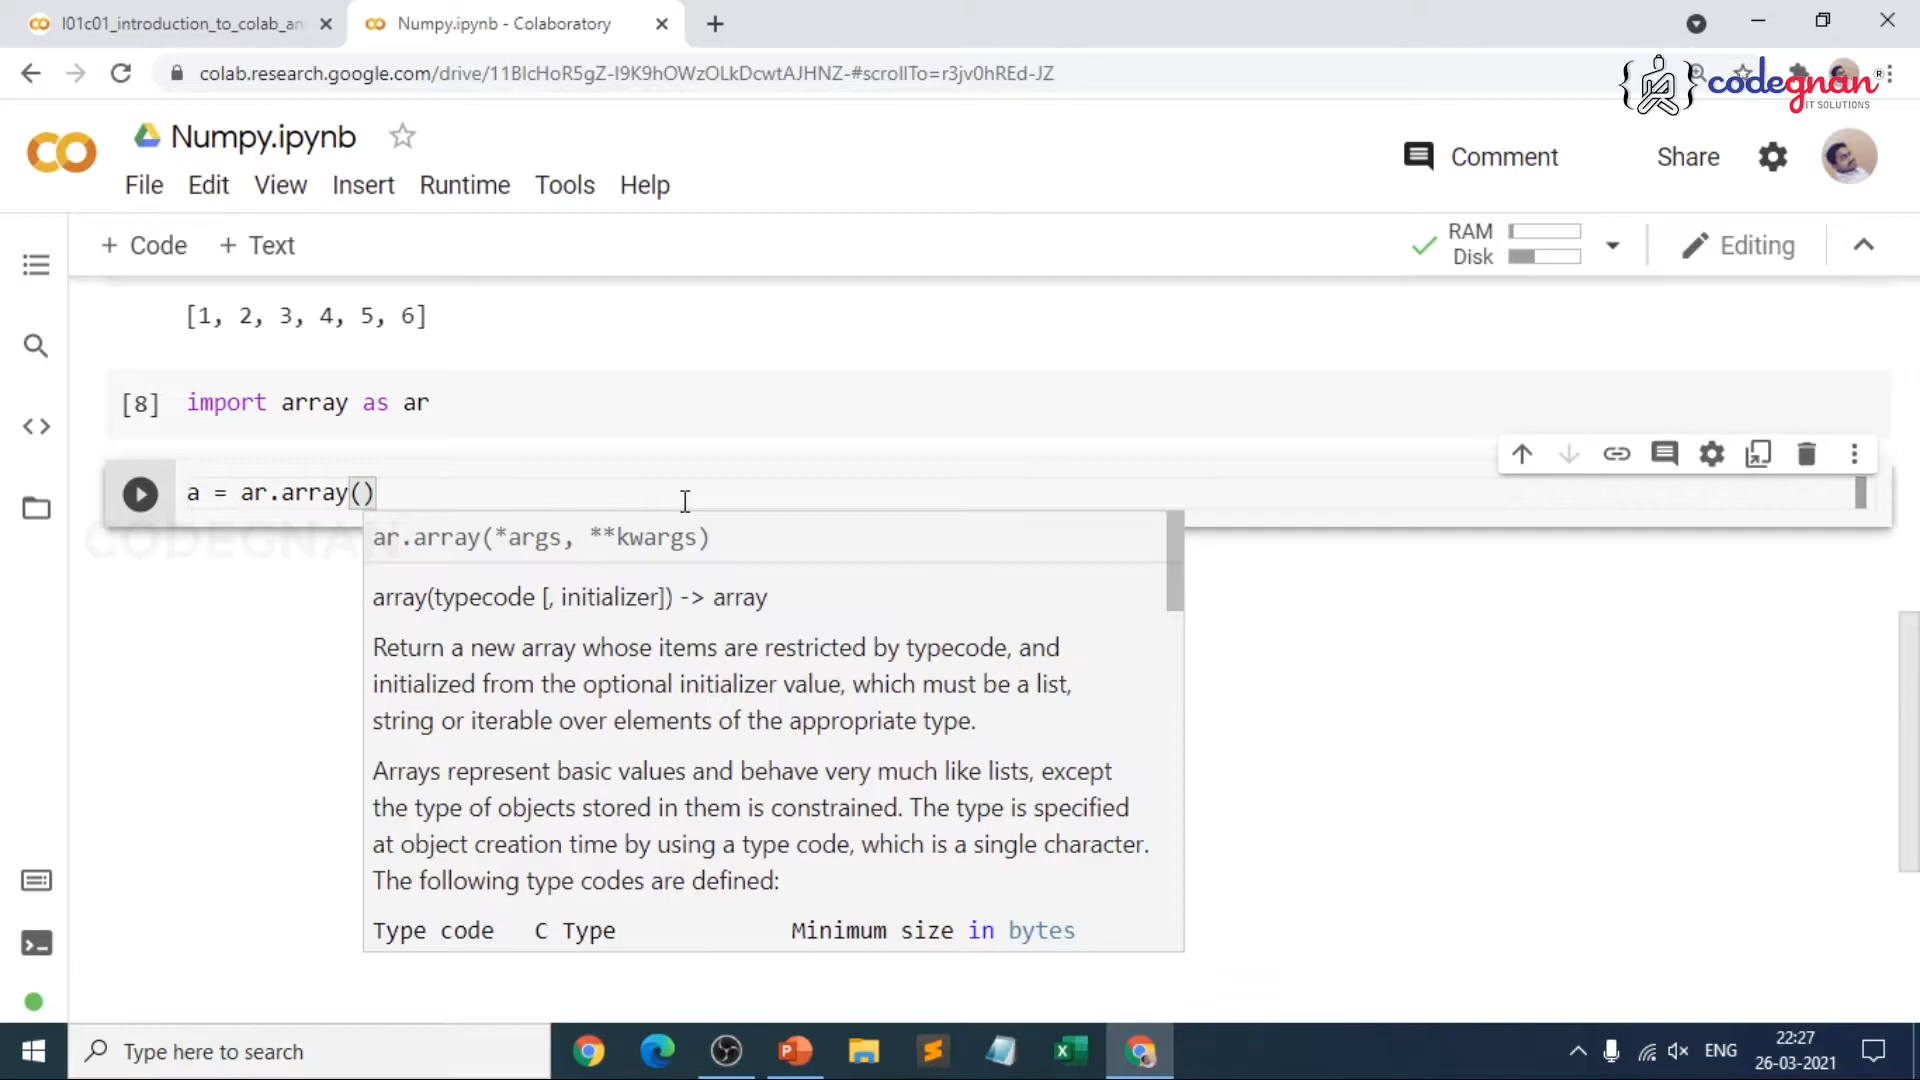 l01c01_introduction_to_colab_an
Numpy.ipynb - Colaboratory
colab.research.google.com/drive/11BlcHoR5gZ-I9K9hOWzOLkDcwtAJHNZ-#scrollTo=r3jv0hREd-JZ
codegnan®
IT SOLUTIONS
Numpy.ipynb
Comment
Share
File Edit View Insert Runtime Tools Help
+ Code + Text
RAM
Disk
Editing
[1, 2, 3, 4, 5, 6]
[8] import array as ar
a = ar.array()
CODEGNAN
ar.array(*args, **kwargs)
array(typecode [, initializer]) -> array
Return a new array whose items are restricted by typecode, and
initialized from the optional initializer value, which must be a list,
string or iterable over elements of the appropriate type.
Arrays represent basic values and behave very much like lists, except
the type of objects stored in them is constrained. The type is specified
at object creation time by using a type code, which is a single character.
The following type codes are defined:
Type code C Type Minimum size in bytes
Type here to search
ENG
22:27
26-03-2021